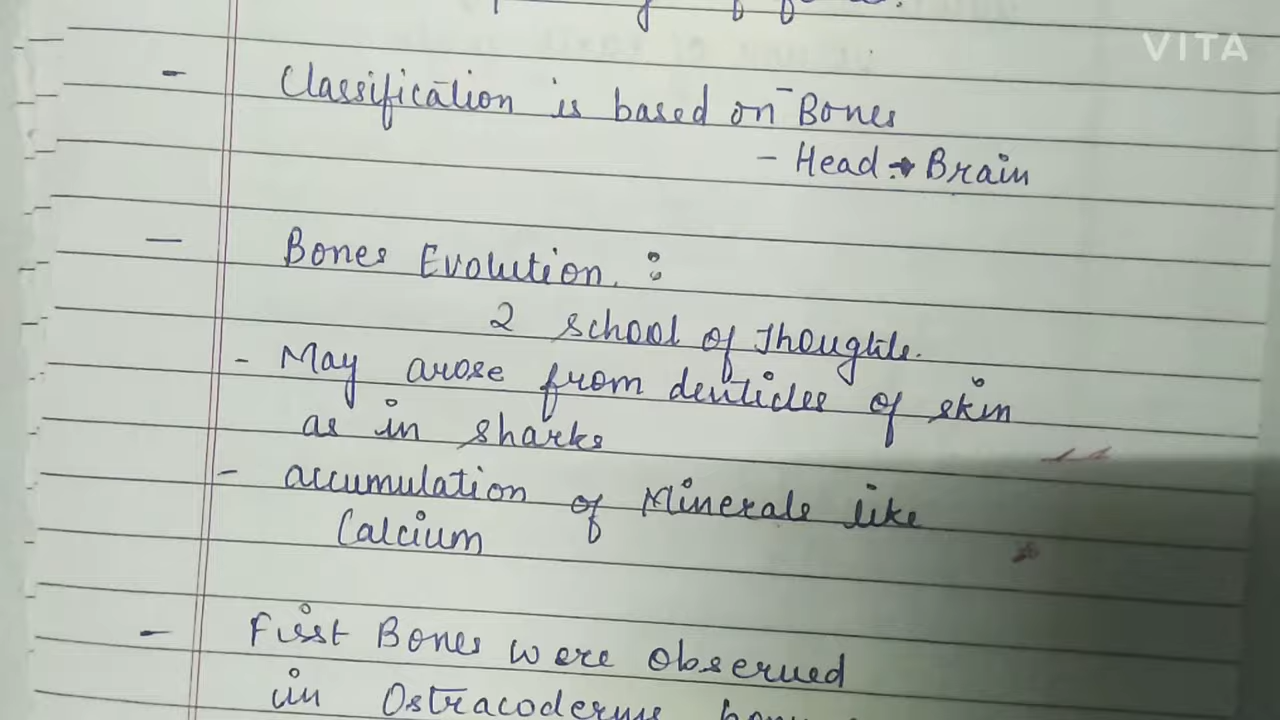 VITA
- Classification is based on - Bones
- Head → Brain
- Bones Evolution :
2 school of Thoughts.
- May arose from denticles of skin
as in sharks
- accumulation of Minerals like
Calcium
- First Bones were observed
in Ostracoderms